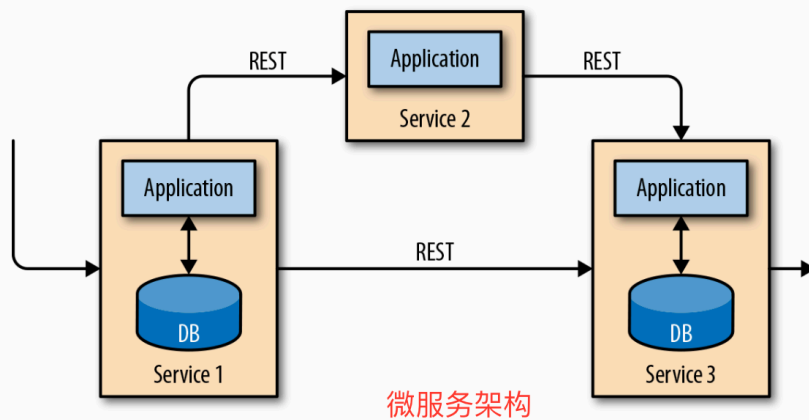 REST
Application
REST
Service 2
Application
Application
REST
DB
DB
Service 1
Service 3
微服务架构